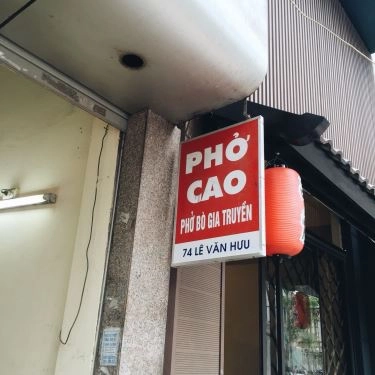 PHỞ
CAO
PHỞ BÒ GIA TRUYỀN
74 LÊ VĂN HƯU